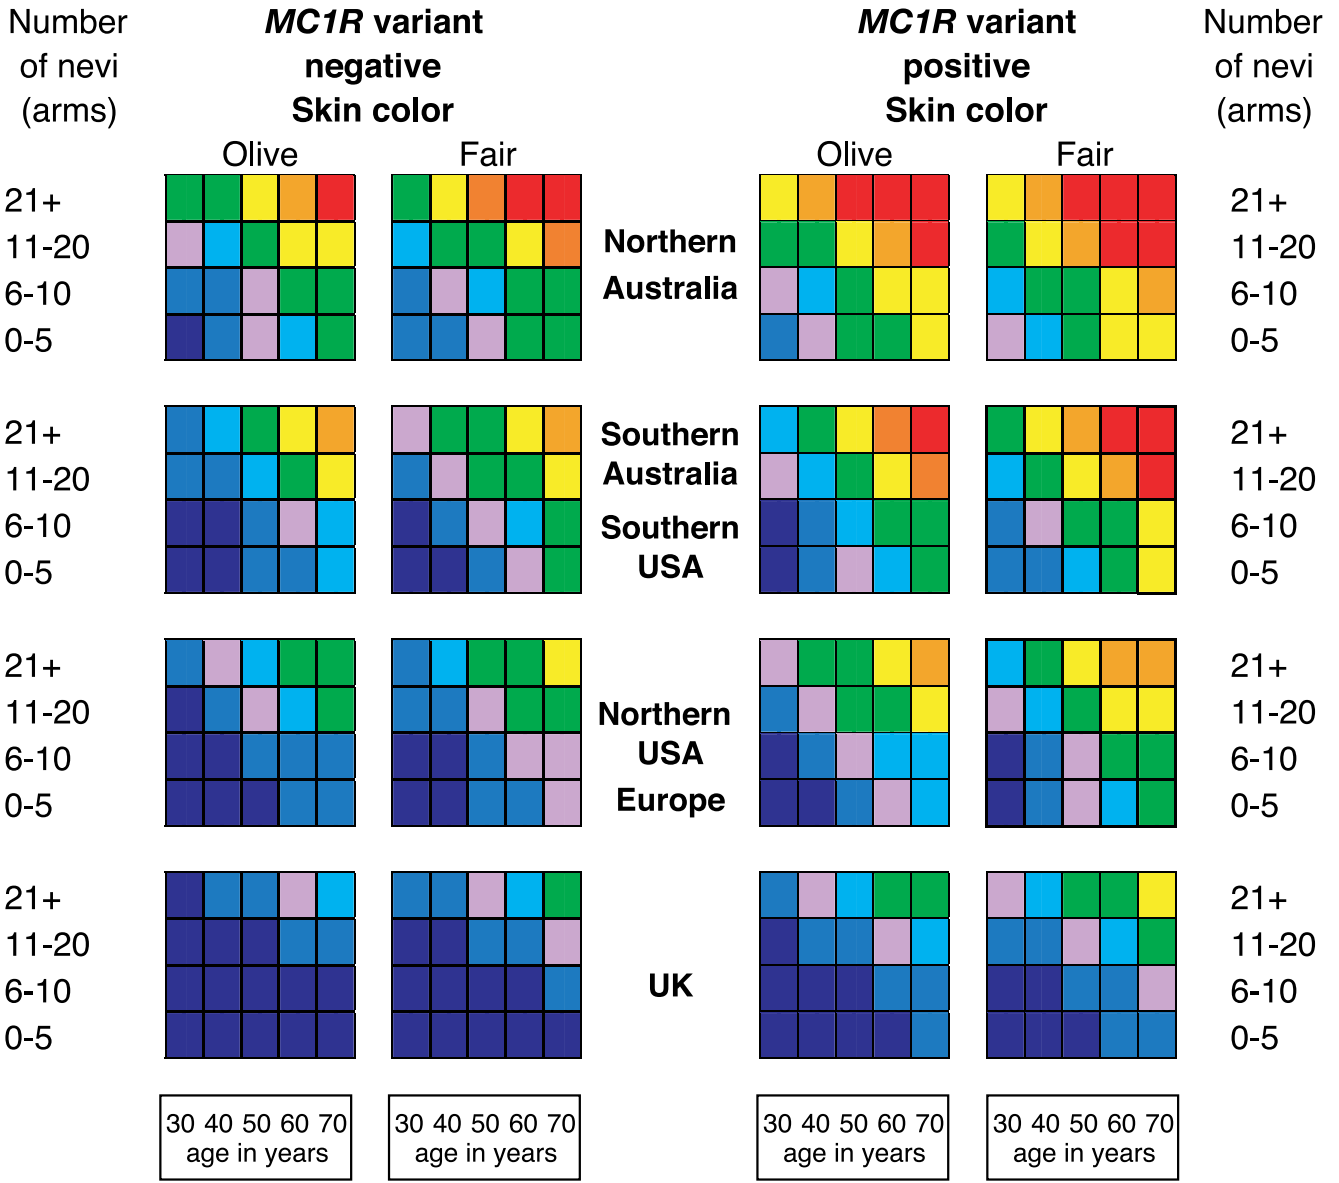 Number
of nevi
(arms)
MC1R variant
negative
Skin color
MC1R variant
positive
Skin color
Number
of nevi
(arms)
Olive
Fair
Olive
Fair
21+
11-20
6-10
0-5
Northern
Australia
21+
11-20
6-10
0-5
21+
11-20
6-10
0-5
Southern
Australia
Southern
USA
21+
11-20
6-10
0-5
21+
11-20
6-10
0-5
Northern
USA
Europe
21+
11-20
6-10
0-5
21+
11-20
6-10
0-5
UK
21+
11-20
6-10
0-5
30 40 50 60 70
age in years
30 40 50 60 70
age in years
30 40 50 60 70
age in years
30 40 50 60 70
age in years